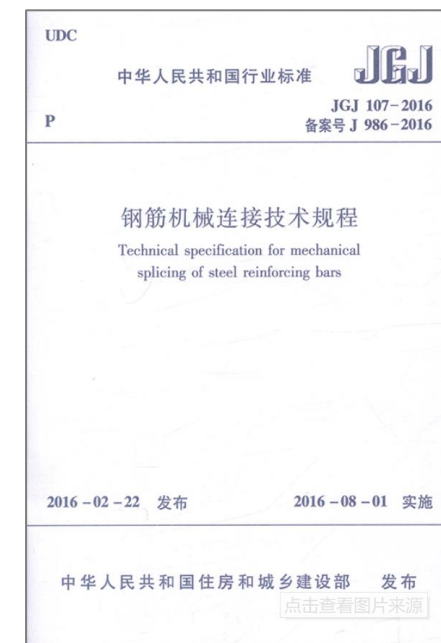 UDC
中华人民共和国行业标准
JGJ
JGJ 107-2016
P
备案号 J 986-2016
钢筋机械连接技术规程
Technical specification for mechanical
splicing of steel reinforcing bars
2016-02-22 发布
2016-08-01 实施
中华人民共和国住房和城乡建设部 发布
点击查看图片来源